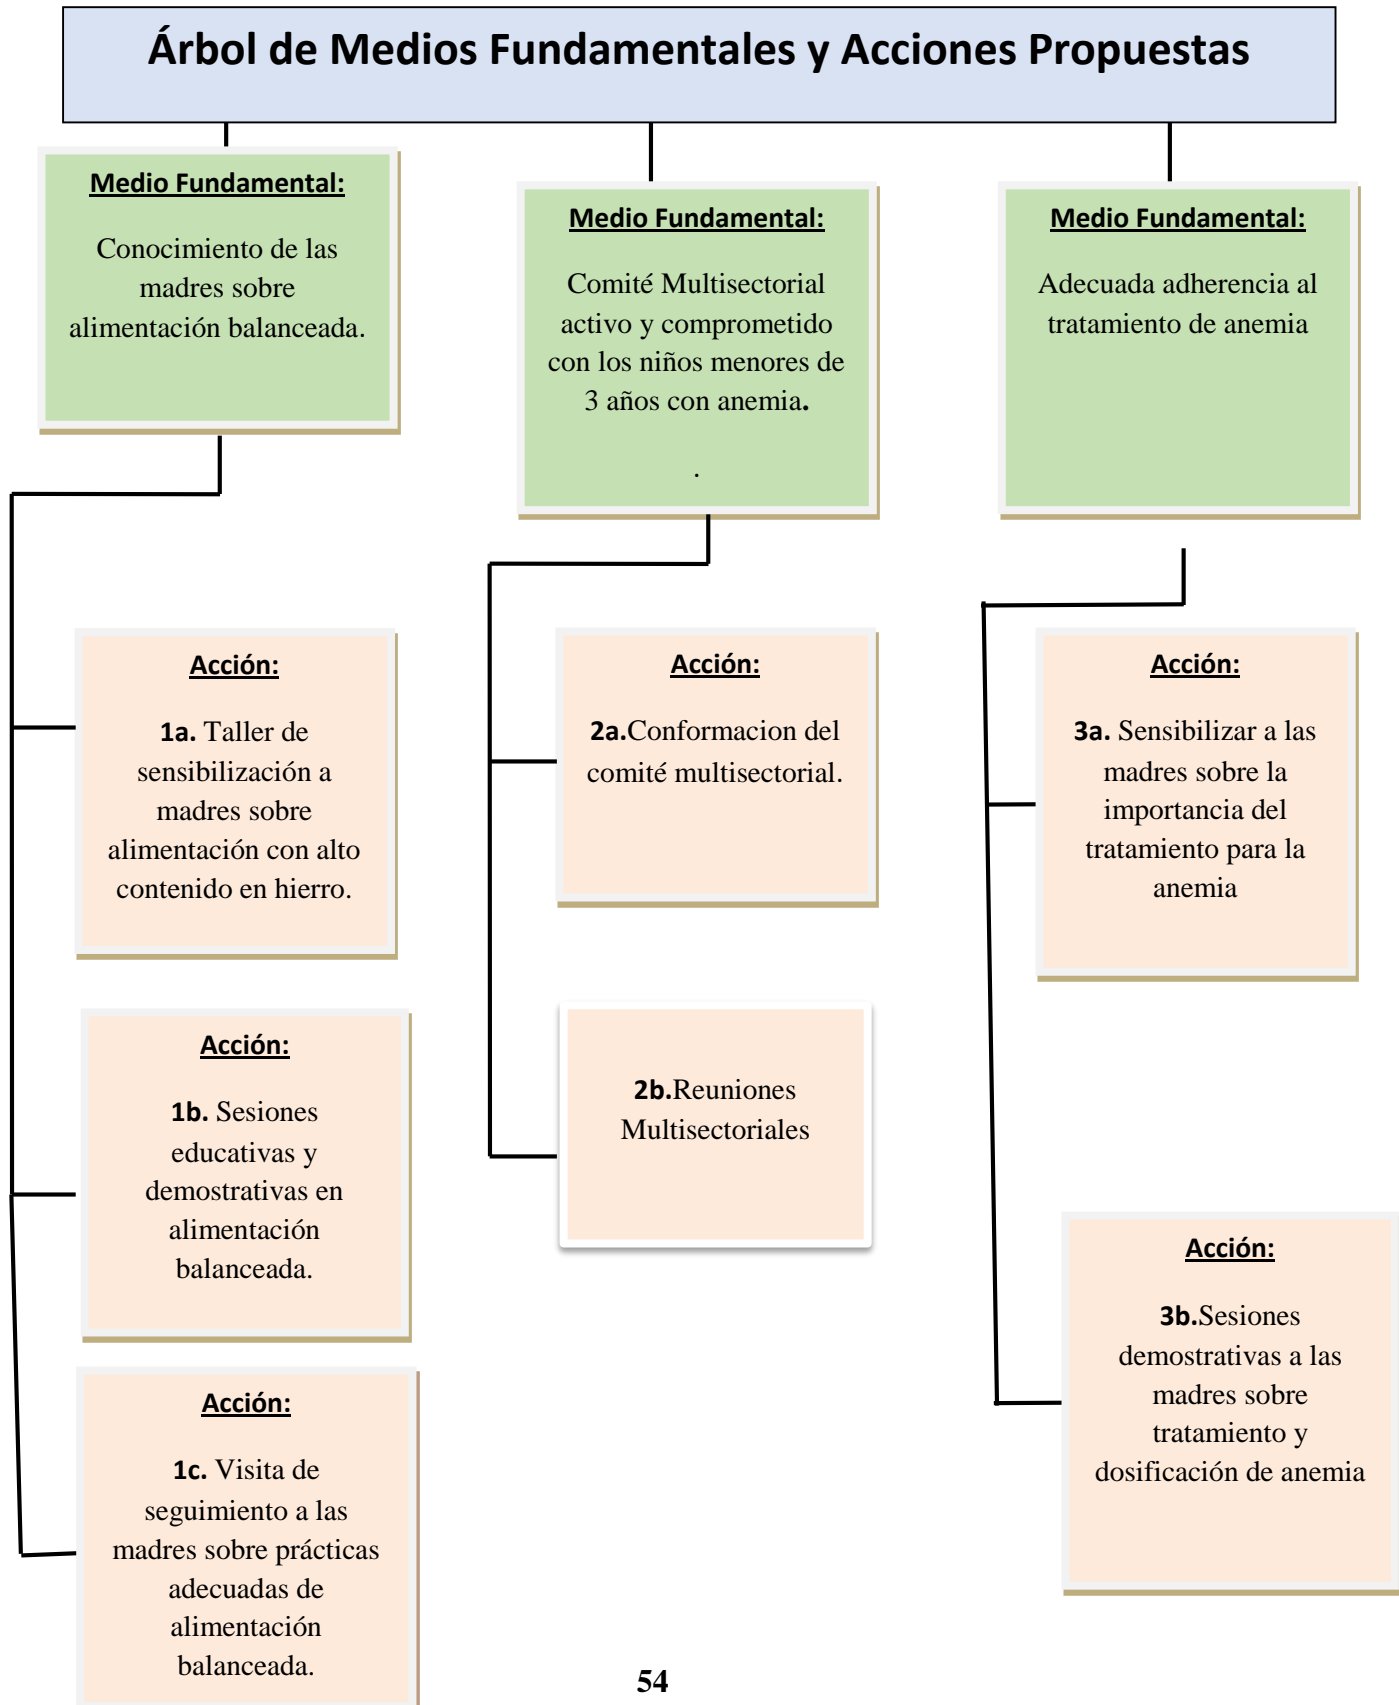 Árbol de Medios Fundamentales y Acciones Propuestas
Medio Fundamental:
Conocimiento de las
madres sobre
alimentación balanceada.
Medio Fundamental:
Comité Multisectorial
activo y comprometido
con los niños menores de
3 años con anemia.
.
Medio Fundamental:
Adecuada adherencia al
tratamiento de anemia
Acción:
1a. Taller de
sensibilización a
madres sobre
alimentación con alto
contenido en hierro.
Acción:
2a.Conformacion del
comité multisectorial.
Acción:
3a. Sensibilizar a las
madres sobre la
importancia del
tratamiento para la
anemia
Acción:
1b. Sesiones
educativas y
demostrativas en
alimentación
balanceada.
2b.Reuniones
Multisectoriales
Acción:
3b.Sesiones
demostrativas a las
madres sobre
tratamiento y
dosificación de anemia
Acción:
1c. Visita de
seguimiento a las
madres sobre prácticas
adecuadas de
alimentación
balanceada.
54